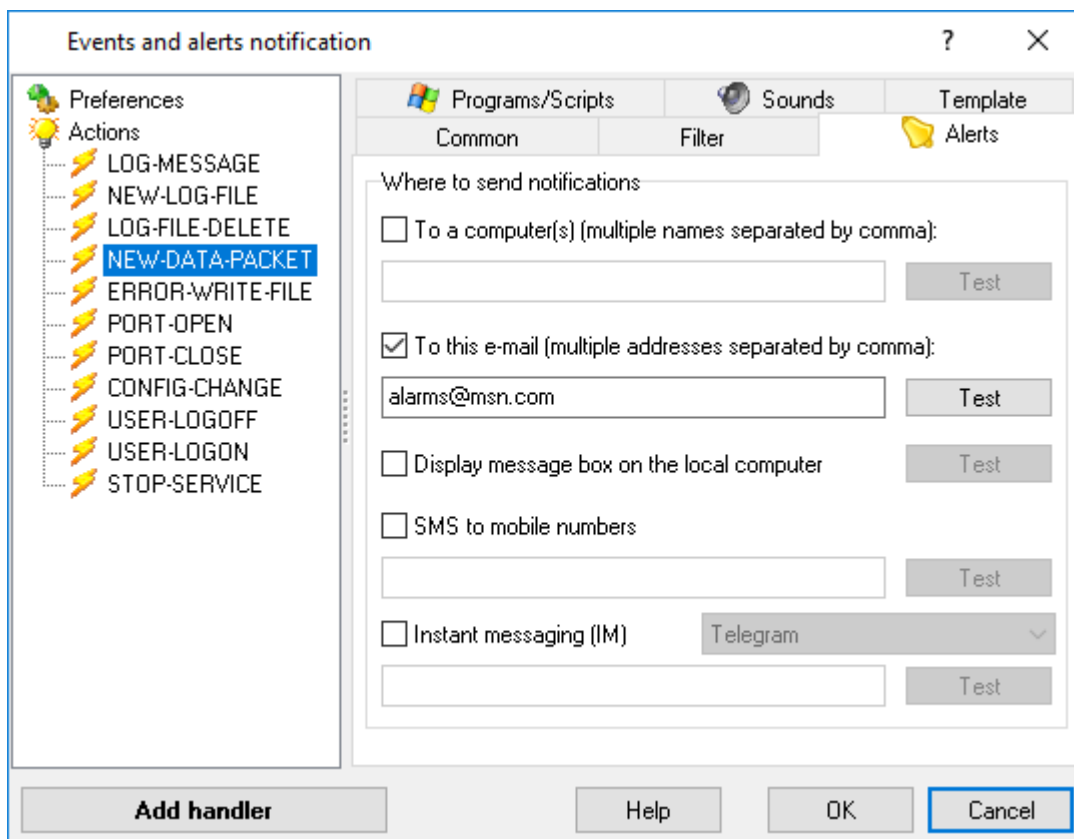 Events and alerts notification
?
Preferences
Actions
LOG-MESSAGE
NEW-LOG-FILE
LOG-FILE-DELETE
NEW-DATA-PACKET
ERROR-WRITE-FILE
PORT-OPEN
PORT-CLOSE
CONFIG-CHANGE
USER-LOGOFF
USER-LOGON
STOP-SERVICE
Programs/Scripts Sounds Template
Common Filter Alerts
Where to send notifications
To a computer(s) (multiple names separated by comma):
Test
To this e-mail (multiple addresses separated by comma):
alarms@msn.com Test
Display message box on the local computer Test
SMS to mobile numbers
Test
Instant messaging (IM) Telegram
Test
Add handler Help OK Cancel